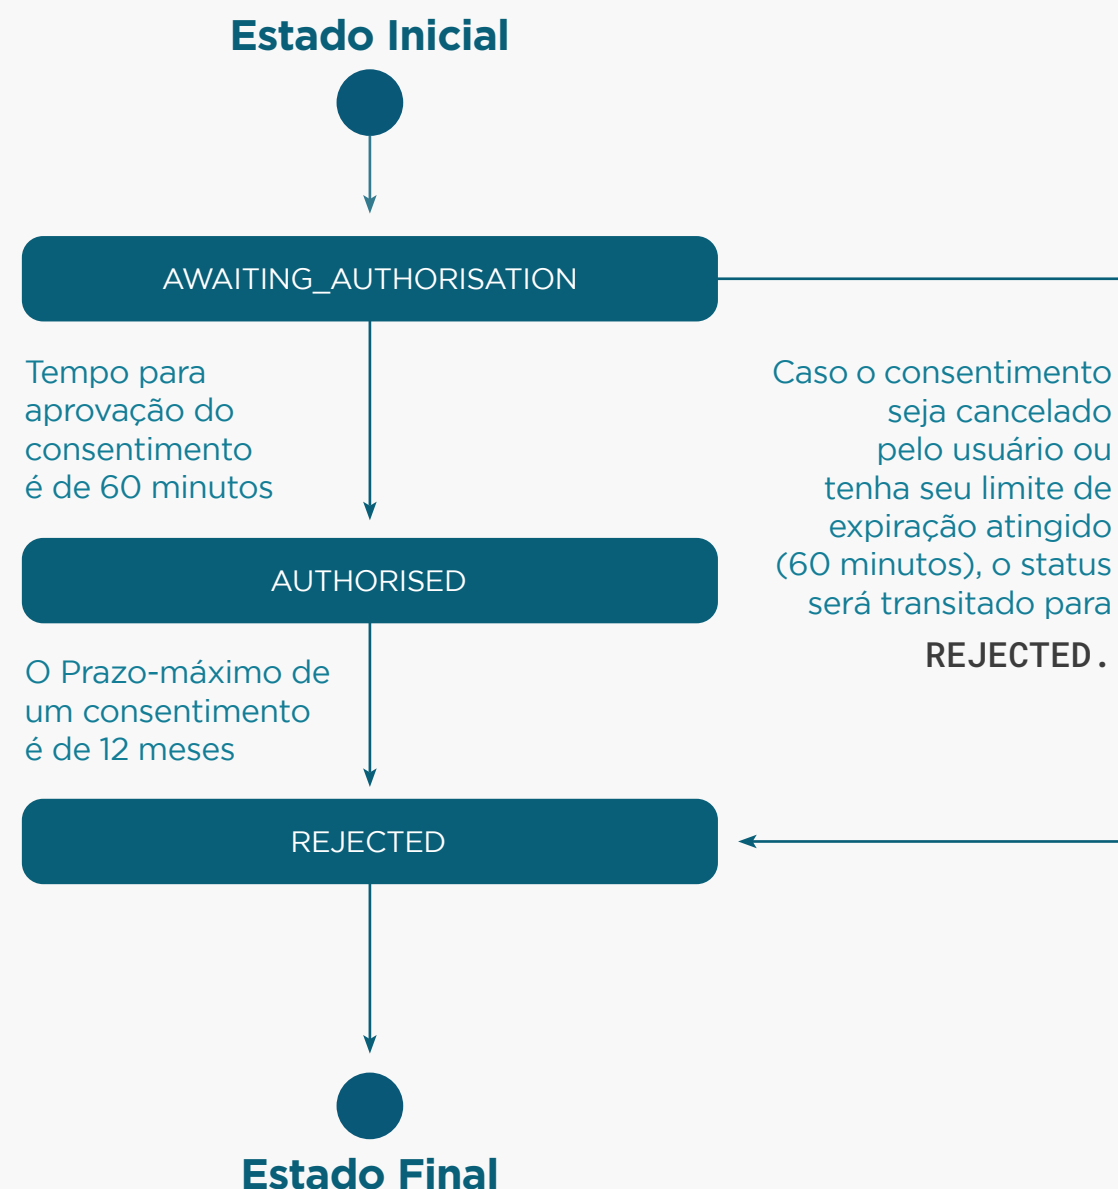 Estado Inicial
AWAITING_AUTHORISATION
Tempo para
aprovação do
consentimento
é de 60 minutos
Caso o consentimento
seja cancelado
pelo usuário ou
tenha seu limite de
expiração atingido
(60 minutos), o status
será transitado para
REJECTED.
AUTHORISED
O Prazo-máximo de
um consentimento
é de 12 meses
REJECTED
Estado Final